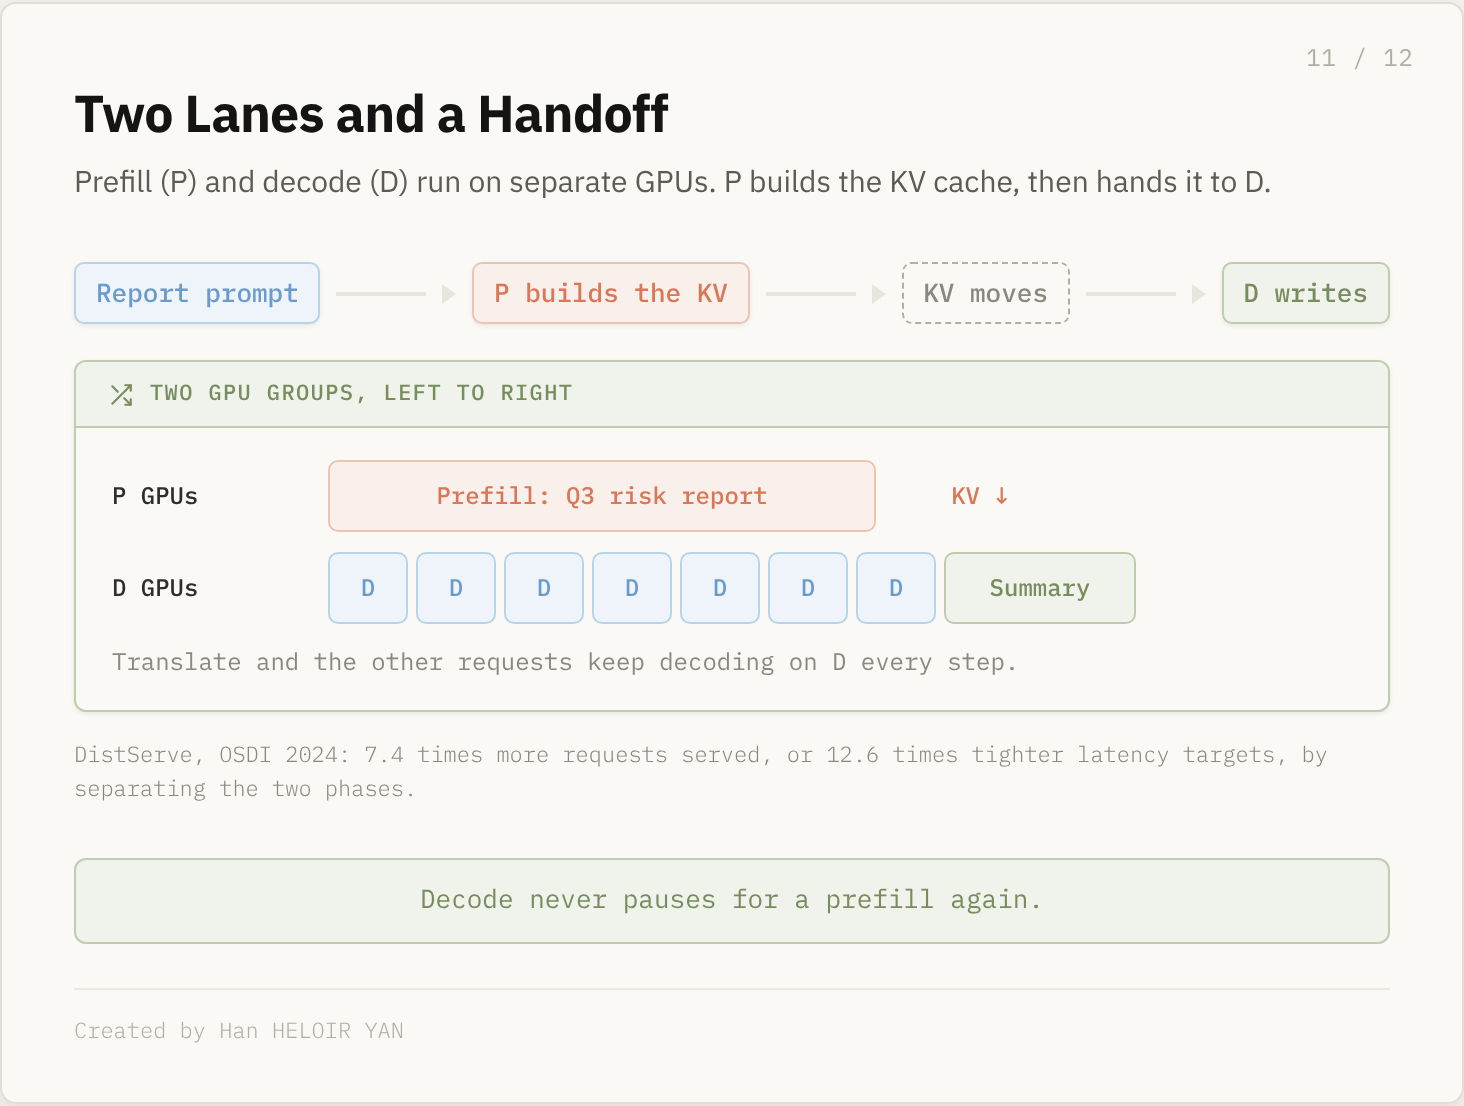 11 / 12
Two Lanes and a Handoff
Prefill (P) and decode (D) run on separate GPUs. P builds the KV cache, then hands it to D.
Report prompt
P builds the KV
KV moves
D writes
TWO GPU GROUPS, LEFT TO RIGHT
P GPUs
Prefill: Q3 risk report
KV ↓
D GPUs
D
D
D
D
D
D
D
Summary
Translate and the other requests keep decoding on D every step.
DistServe, OSDI 2024: 7.4 times more requests served, or 12.6 times tighter latency targets, by
separating the two phases.
Decode never pauses for a prefill again.
Created by Han HELOIR YAN